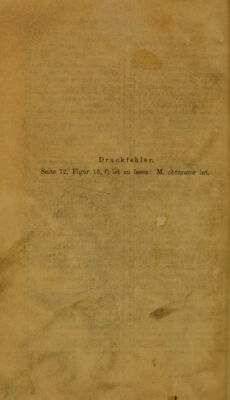 Druckfehler.
Seite 72, Figur 15, f) ist zu lesen: M. obturator int.